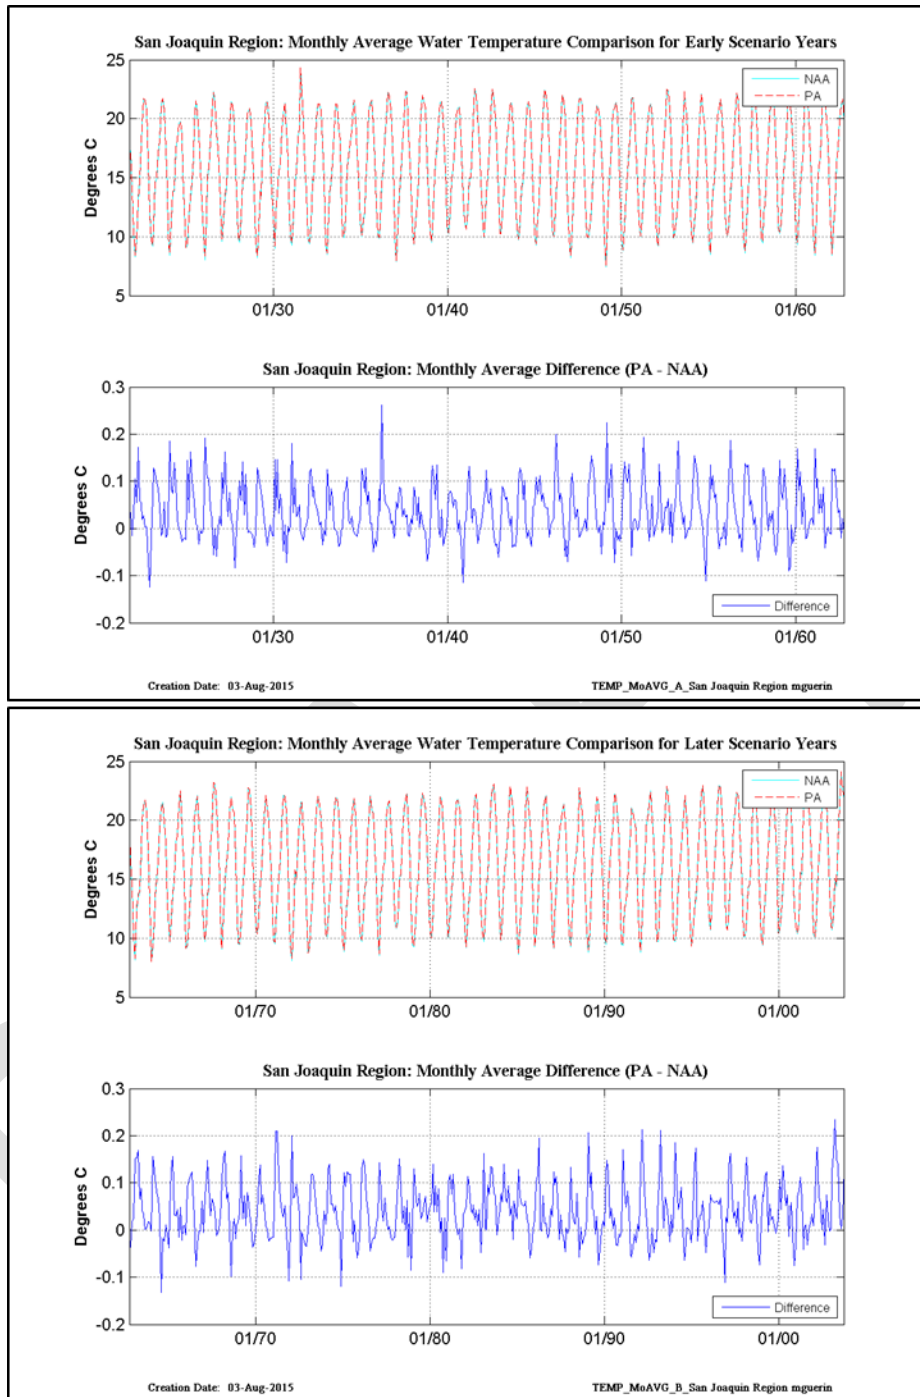 San Joaquin Region: Monthly Average Water Temperature Comparison for Early Scenario Years
25
20
15
10
5
Degrees C
NAA
PA
01/30 01/40 01/50 01/60
San Joaquin Region: Monthly Average Difference (PA - NAA)
0.3
0.2
0.1
0
-0.1
-0.2
Degrees C
Difference
01/30 01/40 01/50 01/60
Creation Date: 03-Aug-2015 TEMP_MoAVG_A_San Joaquin Region mguerin
San Joaquin Region: Monthly Average Water Temperature Comparison for Later Scenario Years
25
20
15
10
5
Degrees C
NAA
PA
01/70 01/80 01/90 01/00
San Joaquin Region: Monthly Average Difference (PA - NAA)
0.3
0.2
0.1
0
-0.1
-0.2
Degrees C
Difference
01/70 01/80 01/90 01/00
Creation Date: 03-Aug-2015 TEMP_MoAVG_B_San Joaquin Region mguerin